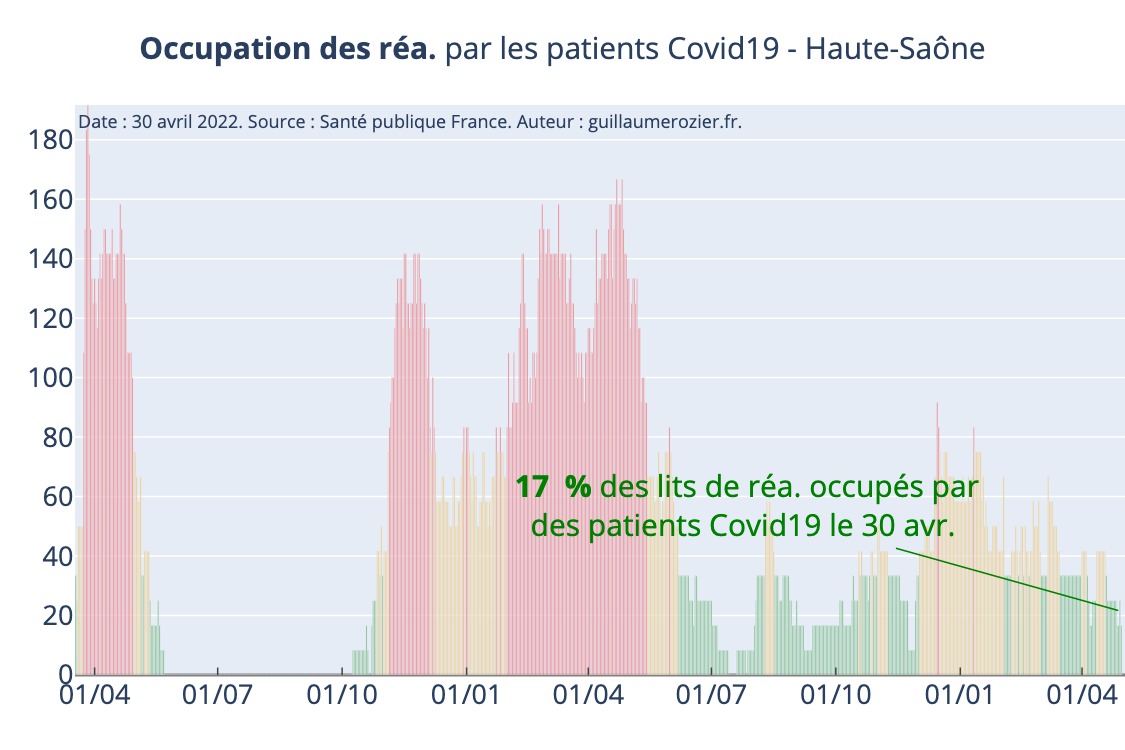 Occupation des réa. par les patients Covid19 - Haute-Saône
Date : 30 avril 2022. Source : Santé publique France. Auteur : guillaumerozier.fr.
180
160
140
120
100
80
60
40
20
0
17 % des lits de réa. occupés par
des patients Covid19 le 30 avr.
01/04 01/07 01/10 01/01 01/04 01/07 01/10 01/01 01/04